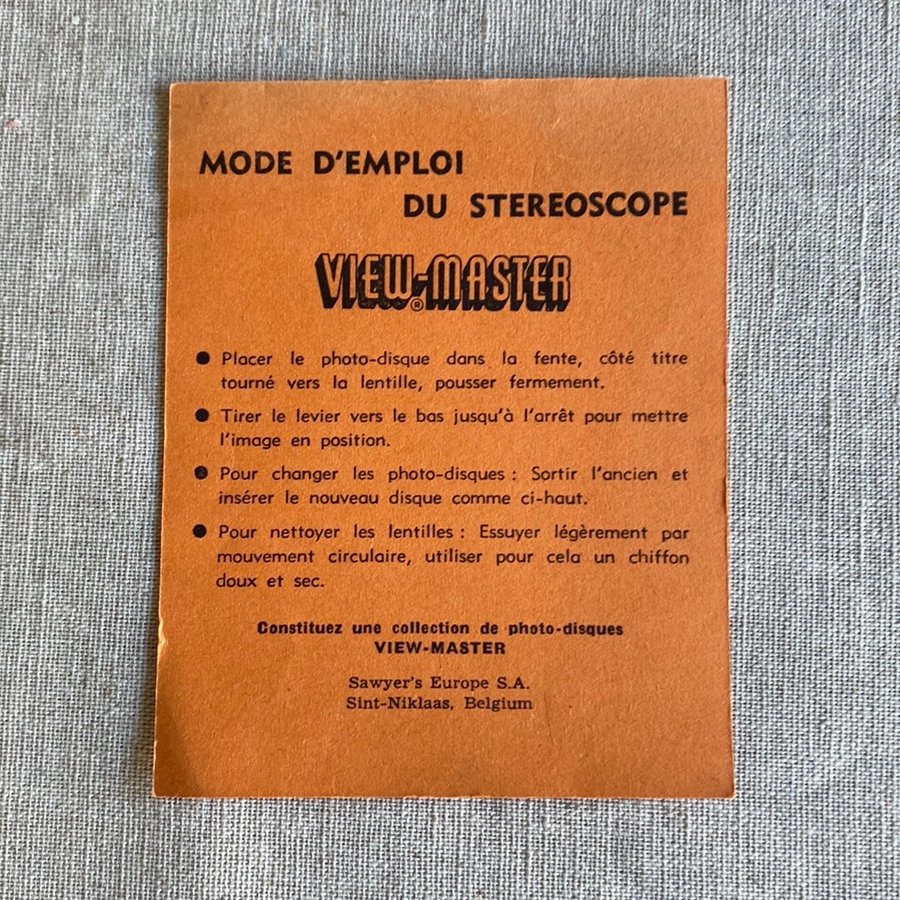 MODE D'EMPLOI
DU STEREOSCOPE
VIEW-MASTER®
● Placer le photo-disque dans la fente, côté titre
tourné vers la lentille, pousser fermement.
● Tirer le levier vers le bas jusqu'à l'arrêt pour mettre
l'image en position.
● Pour changer les photo-disques : Sortir l'ancien et
insérer le nouveau disque comme ci-haut.
● Pour nettoyer les lentilles : Essuyer légèrement par
mouvement circulaire, utiliser pour cela un chiffon
doux et sec.
Constituez une collection de photo-disques
VIEW-MASTER
Sawyer's Europe S.A.
Sint-Niklaas, Belgium